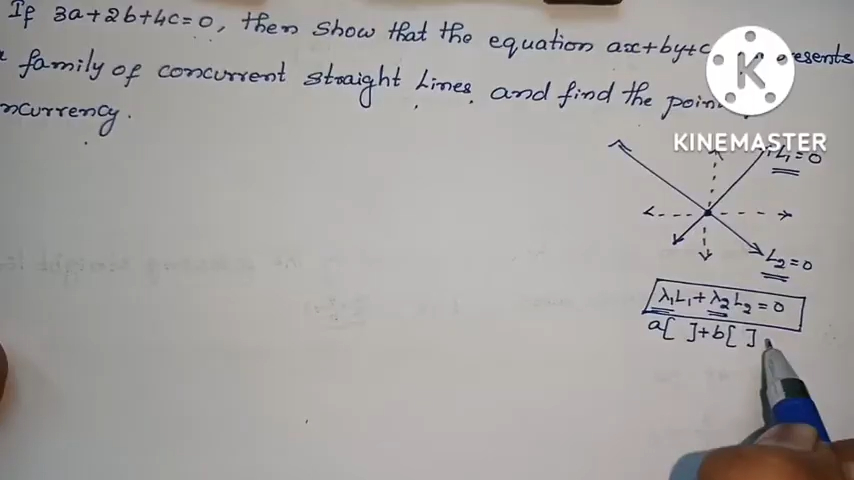 If 3a+2b+4c=0, then show that the equation ax+by+c
family of concurrent straight Lines, and find the
K
KINEMASTER
L₁=0
L₂=0
λ₁L₁+λ₂L₂=0
a[ ]+b[ ]